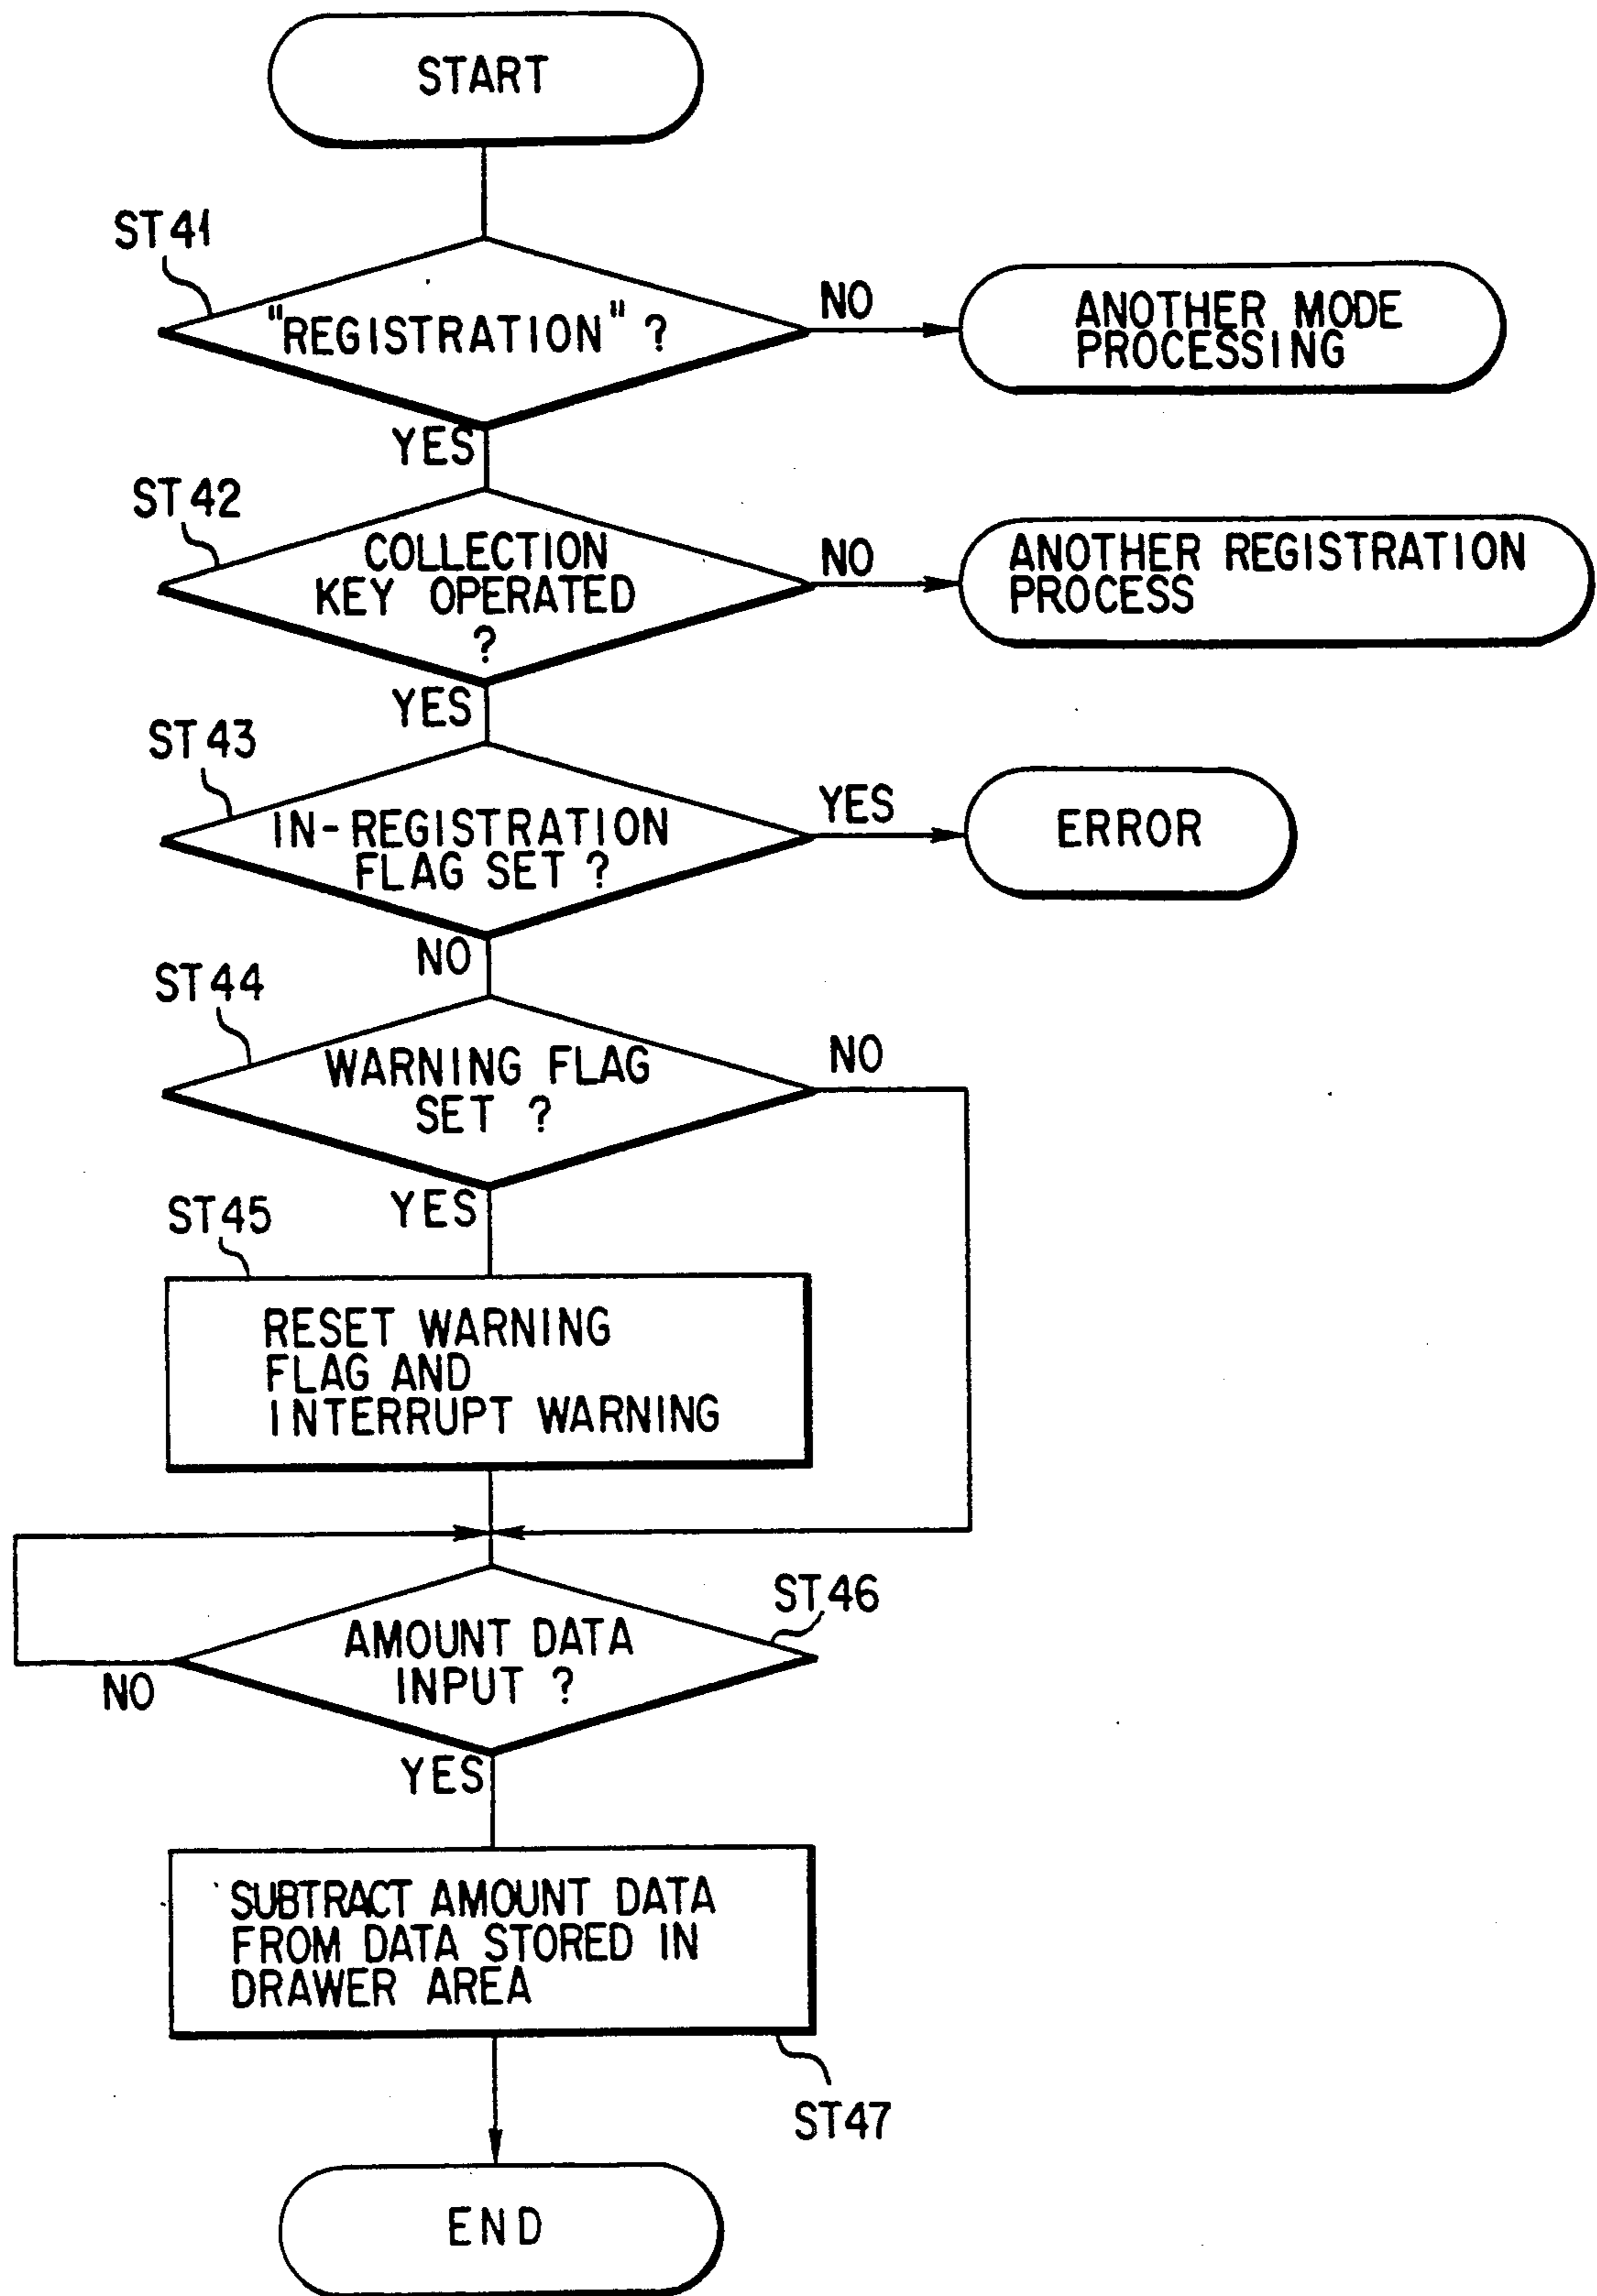 START
ST41
"REGISTRATION" ?
NO
ANOTHER MODE
PROCESSING
YES
ST42
COLLECTION
KEY OPERATED
?
NO
ANOTHER REGISTRATION
PROCESS
YES
ST43
IN-REGISTRATION
FLAG SET ?
YES
ERROR
NO
ST44
WARNING FLAG
SET ?
NO
YES
ST45
RESET WARNING
FLAG AND
INTERRUPT WARNING
ST46
AMOUNT DATA
INPUT ?
NO
YES
SUBTRACT AMOUNT DATA
FROM DATA STORED IN
DRAWER AREA
ST47
END